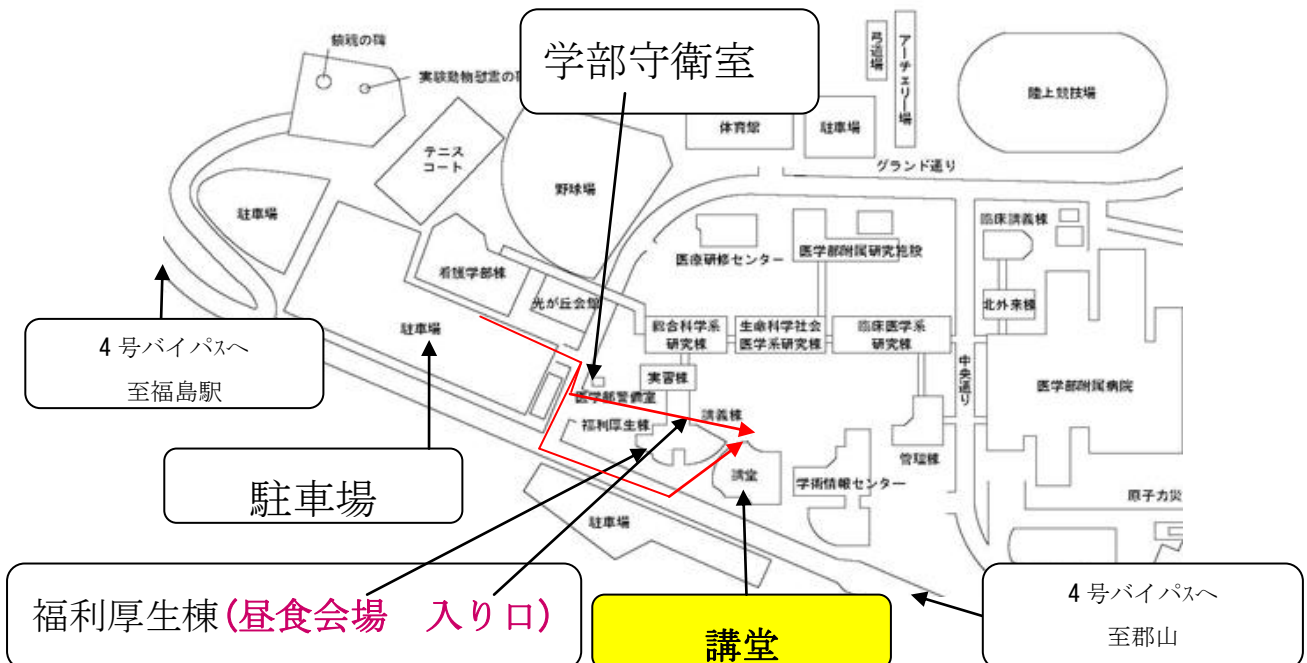 学部守衛室
実験動物慰霊の
弓道場
アーチェリー場
陸上競技場
体育館
駐車場
テニス
コート
グランド通り
野球場
駐車場
臨床講義棟
医療研修センター
医学部附属研究施設
看護学部棟
光が丘会館
北外来棟
駐車場
総合科学系
研究棟
生命科学社会
医学系研究棟
臨床医学系
研究棟
4号バイパスへ
至福島駅
中央通り
医学部附属病院
実習棟
医学部警備室
講義棟
福利厚生棟
管理棟
講堂
学術情報センター
駐車場
原子力災
駐車場
福利厚生棟(昼食会場 入り口)
講堂
4号バイパスへ
至郡山